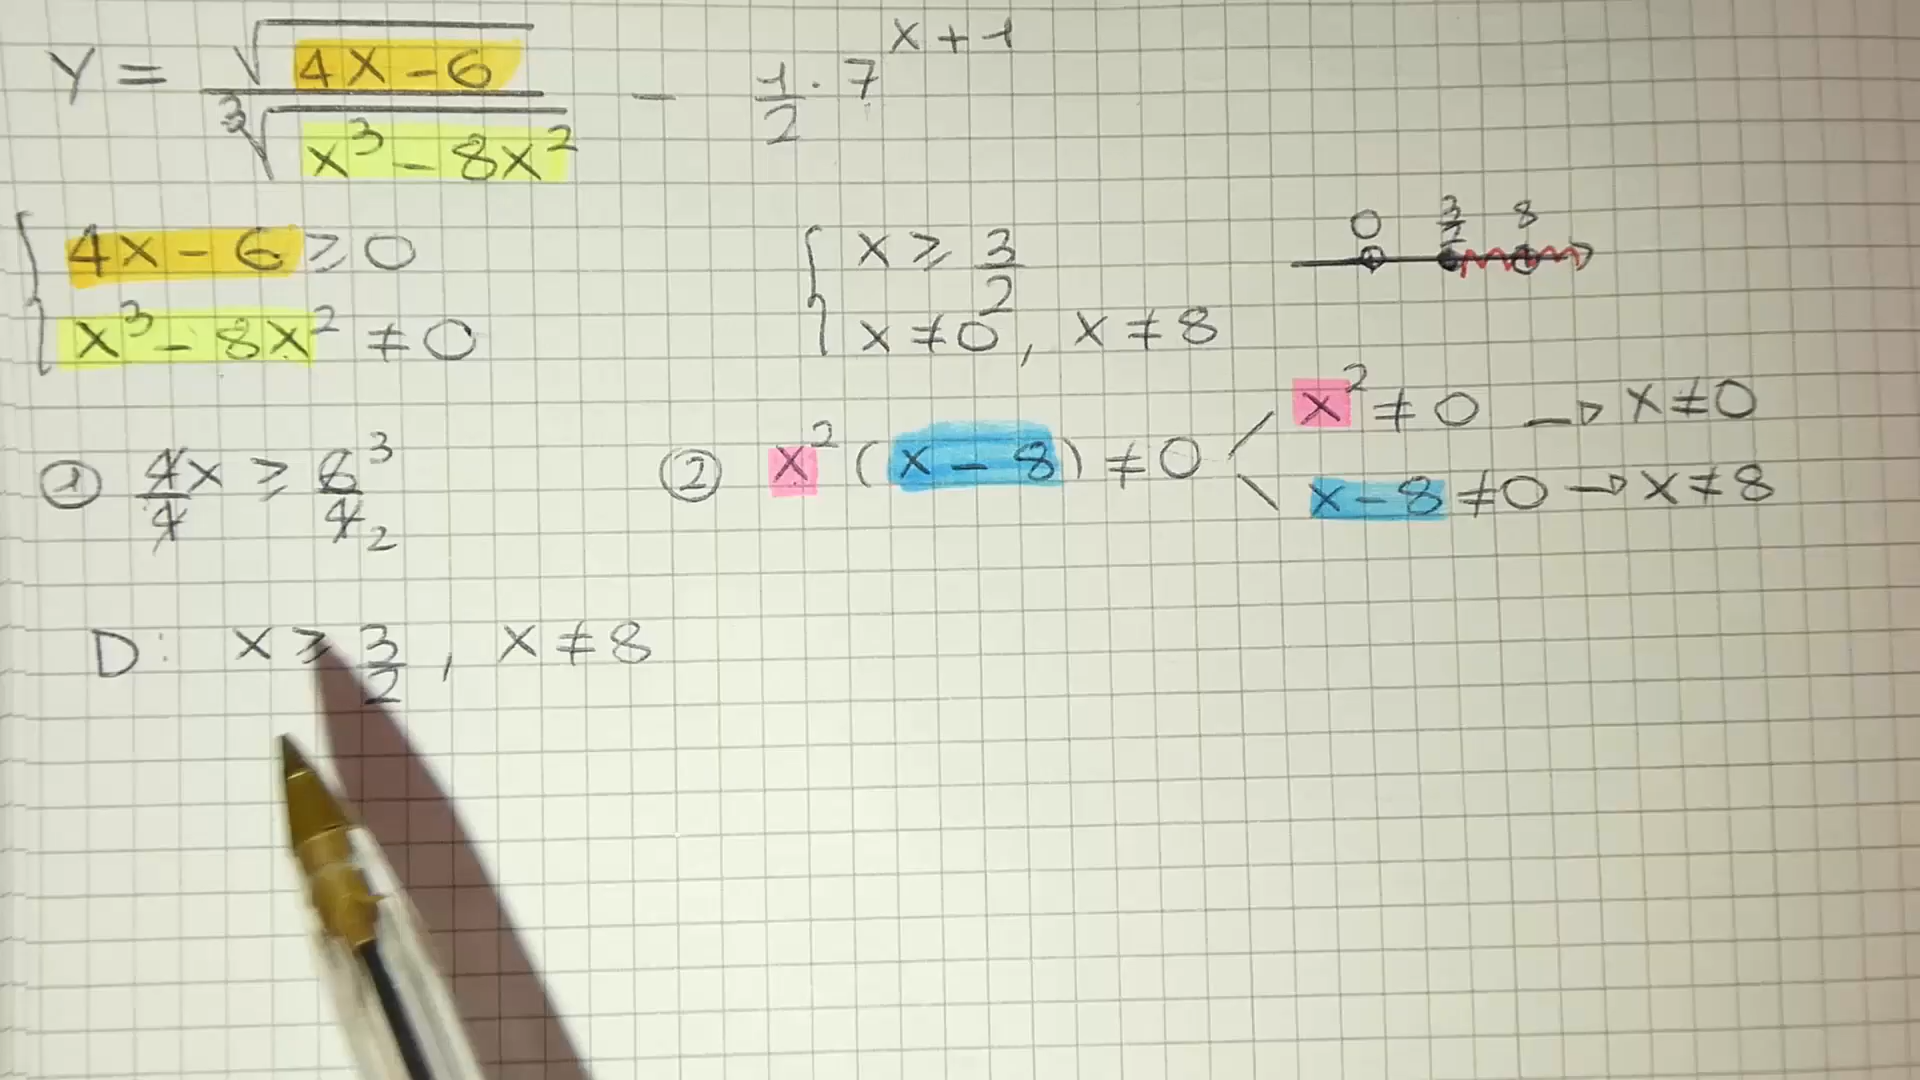 Y = √(4x-6) / ∛(x³-8x²) - 1/2 · 7^(x+1)
{ 4x-6 ≥ 0
x³-8x² ≠ 0
{ x ≥ 3/2
x ≠ 0, x ≠ 8
0 3/2 8
① 4x/4 ≥ 6/4 3 2
② x²(x-8) ≠ 0
x² ≠ 0 → x ≠ 0
x-8 ≠ 0 → x ≠ 8
D: x ≥ 3/2, x ≠ 8